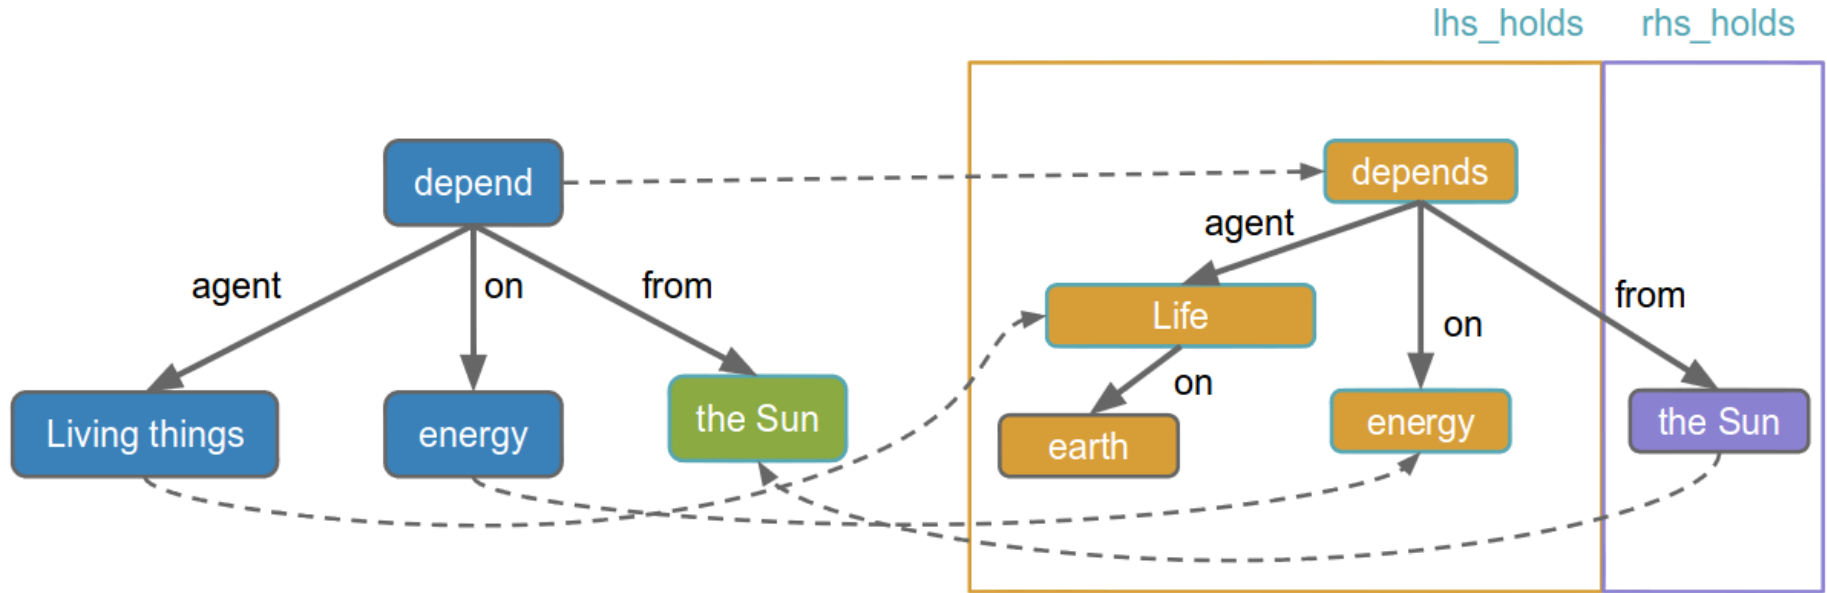 lhs_holds
rhs_holds
depend
depends
agent
on
from
agent
on
from
Life
on
Living things
energy
the Sun
earth
energy
the Sun